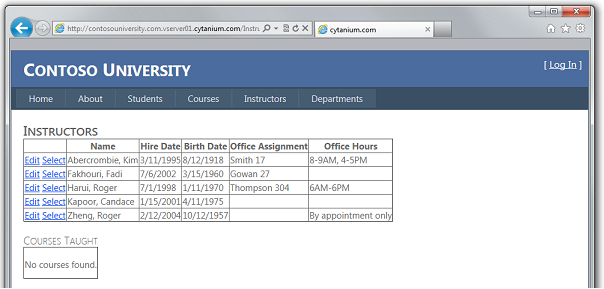 http://contosouniversity.com.vserver01.cytanium.com/Instru
cytanium.com
CONTOSO UNIVERSITY
[ Log In ]
Home About Students Courses Instructors Departments
INSTRUCTORS
Name Hire Date Birth Date Office Assignment Office Hours
Edit Select Abercrombie, Kim 3/11/1995 8/12/1918 Smith 17 8-9AM, 4-5PM
Edit Select Fakhouri, Fadi 7/6/2002 3/15/1960 Gowan 27
Edit Select Harui, Roger 7/1/1998 1/11/1970 Thompson 304 6AM-6PM
Edit Select Kapoor, Candace 1/15/2001 4/11/1975
Edit Select Zheng, Roger 2/12/2004 10/12/1957 By appointment only
COURSES TAUGHT
No courses found.